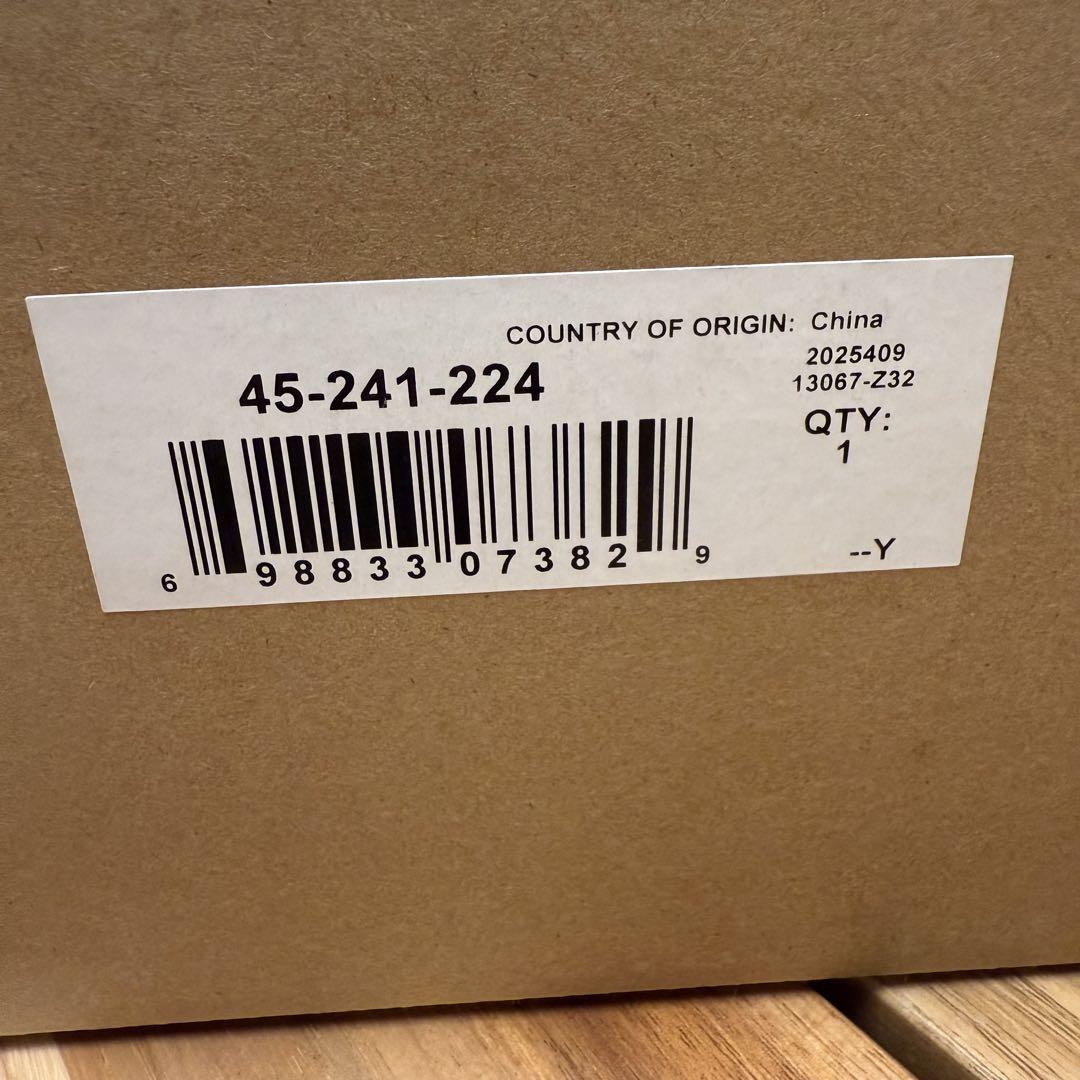 COUNTRY OF ORIGIN: China
2025409
45-241-224
13067-Z32
QTY:
1
6 98833 07382 9
--Y